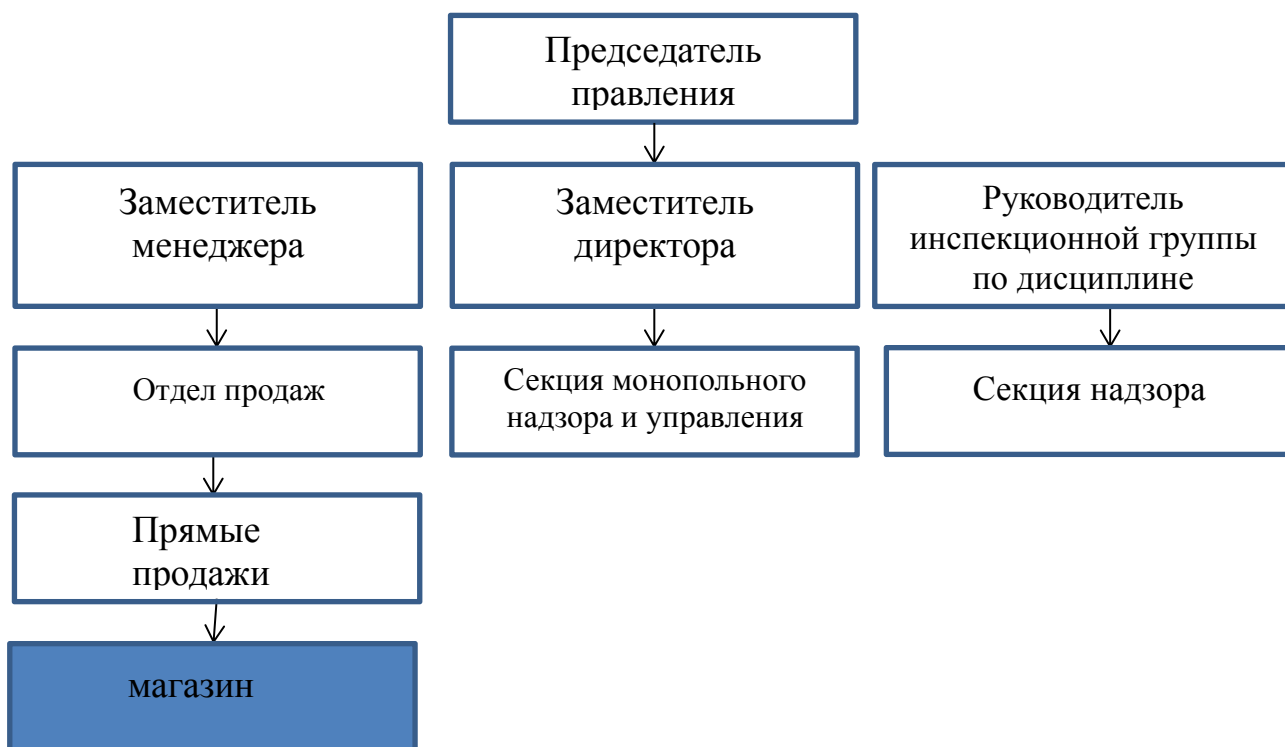 Председатель
правления
Заместитель
менеджера
Заместитель
директора
Руководитель
инспекционной группы
по дисциплине
Отдел продаж
Секция монопольного
надзора и управления
Секция надзора
Прямые
продажи
магазин